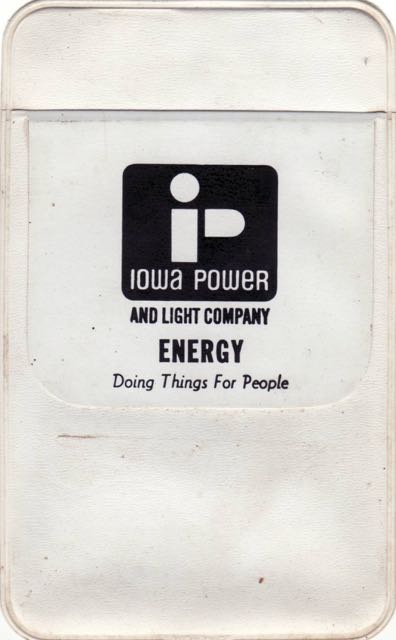 iP
IOWA POWER
AND LIGHT COMPANY
ENERGY
Doing Things For People